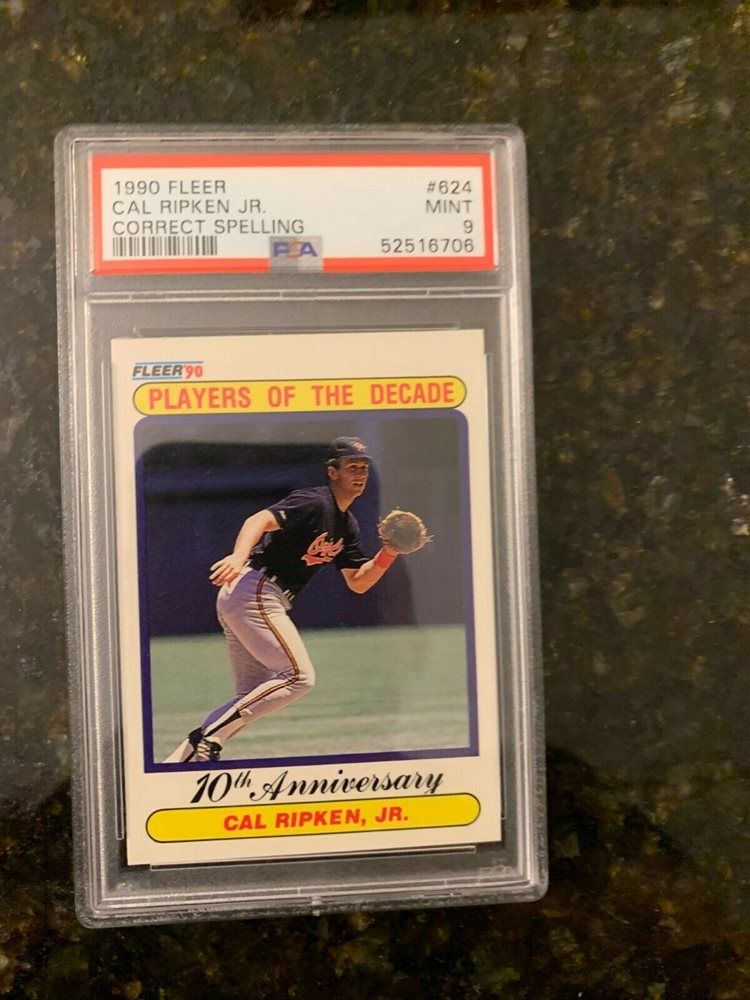 1990 FLEER #624
CAL RIPKEN JR. MINT
CORRECT SPELLING 9
PSA 52516706
FLEER '90
PLAYERS OF THE DECADE
Orioles
10th Anniversary
CAL RIPKEN, JR.